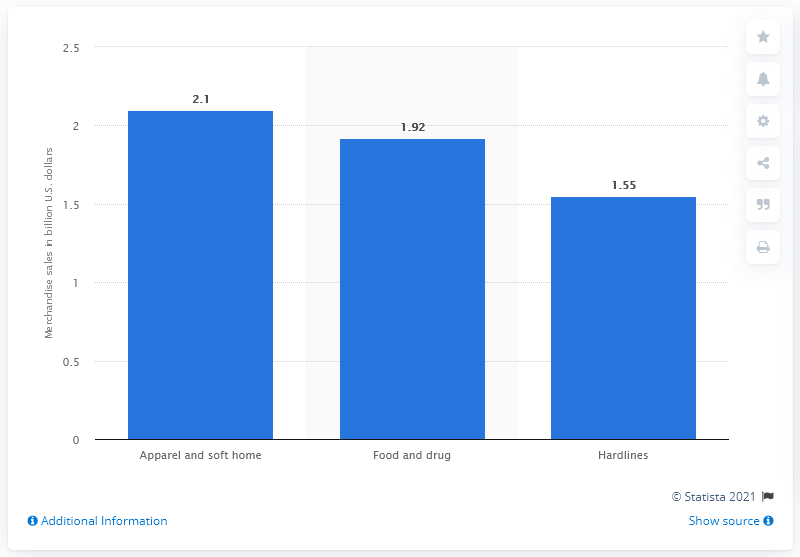 2.5
2
1.5
1
0.5
0
Merchandise sales in billion U.S. dollars
2.1
1.92
1.55
Apparel and soft home
Food and drug
Hardlines
© Statista 2021
Additional Information
Show source